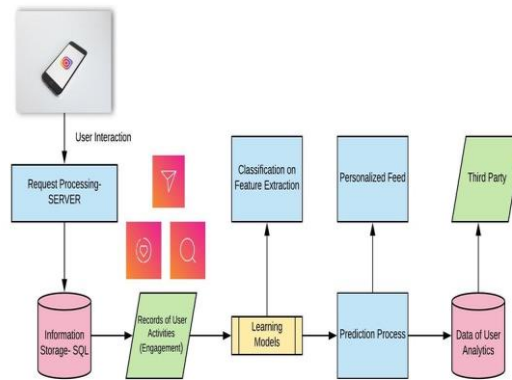 User Interaction
Request Processing-
SERVER
Classification on
Feature Extraction
Personalized Feed
Third Party
Information
Storage- SQL
Records of User
Activities
(Engagement)
Learning
Models
Prediction Process
Data of User
Analytics